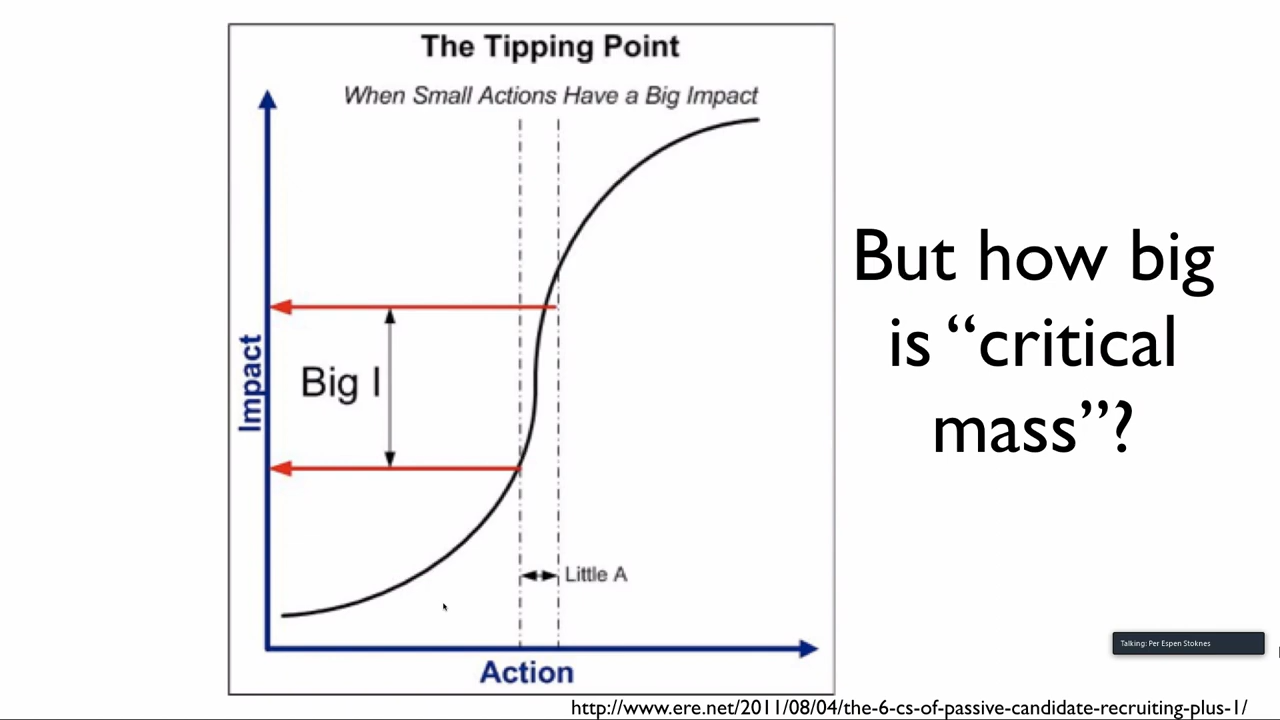 The Tipping Point
When Small Actions Have a Big Impact
Impact
Big I
Little A
Action
But how big
is “critical
mass”?
Talking: Per Espen Stoknes
http://www.ere.net/2011/08/04/the-6-cs-of-passive-candidate-recruiting-plus-1/